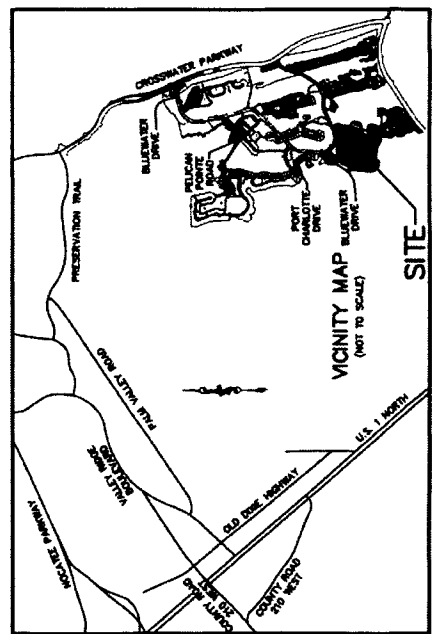 CROSSWATER PARKWAY
BLUEWATER
DRIVE
PRESERVATION TRAIL
PELICAN
POINTE
ROAD
PORT
CHARLOTTE
DRIVE
BLUEWATER
DRIVE
SITE
VICINITY MAP
(NOT TO SCALE)
PALM VALLEY ROAD
VALLEY RIDGE
BOULEVARD
NOCATEE PARKWAY
OLD DIXIE HIGHWAY
U.S. 1 NORTH
COUNTY ROAD
210 WEST
COUNTY ROAD
210 WEST